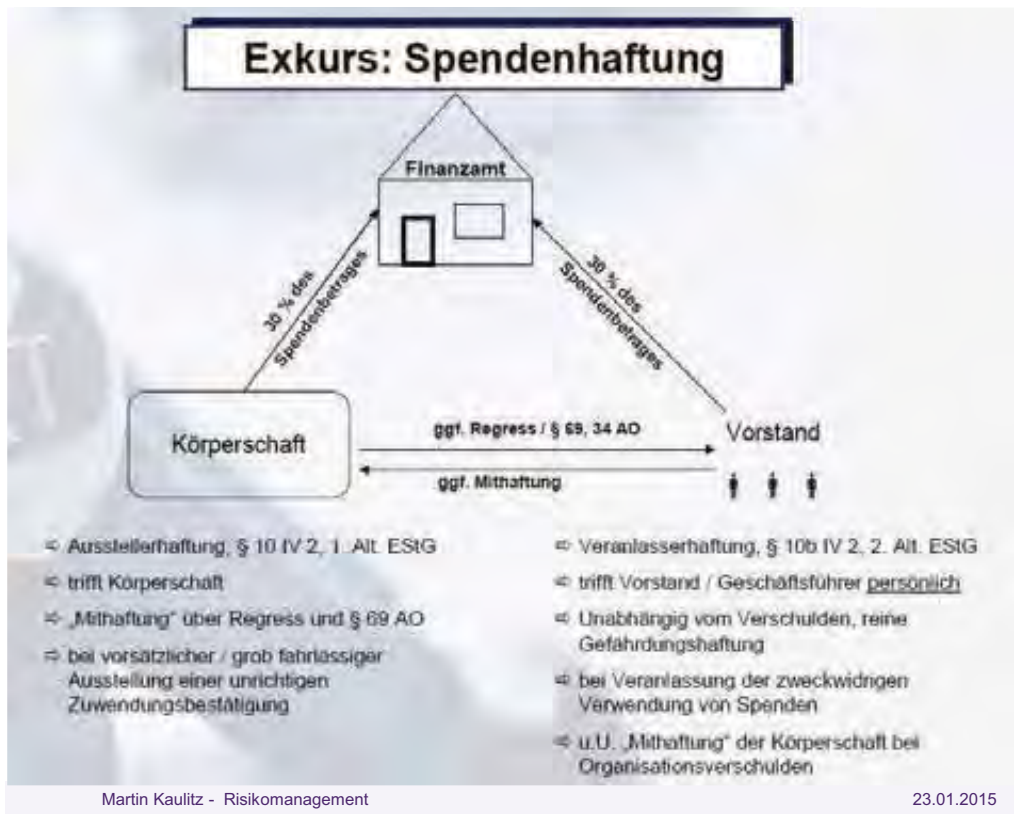 Exkurs: Spendenhaftung
Finanzamt
30 % des
Spendenbetrages
30 % des
Spendenbetrages
Körperschaft
ggf. Regress / § 69, 34 AO
ggf. Mithaftung
Vorstand
⇨ Ausstellerhaftung, § 10 IV 2, 1. Alt. EStG
⇨ trifft Körperschaft
⇨ „Mithaftung“ über Regress und § 69 AO
⇨ bei vorsätzlicher / grob fahrlässiger
Ausstellung einer unrichtigen
Zuwendungsbestätigung
⇨ Veranlasserhaftung, § 10b IV 2, 2. Alt. EStG
⇨ trifft Vorstand / Geschäftsführer persönlich
⇨ Unabhängig vom Verschulden, reine
Gefährdungshaftung
⇨ bei Veranlassung der zweckwidrigen
Verwendung von Spenden
⇨ u.U. „Mithaftung“ der Körperschaft bei
Organisationsverschulden
Martin Kaulitz - Risikomanagement
23.01.2015